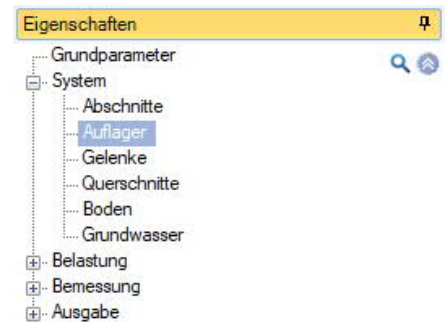 Eigenschaften
Grundparameter
System
Abschnitte
Auflager
Gelenke
Querschnitte
Boden
Grundwasser
Belastung
Bemessung
Ausgabe